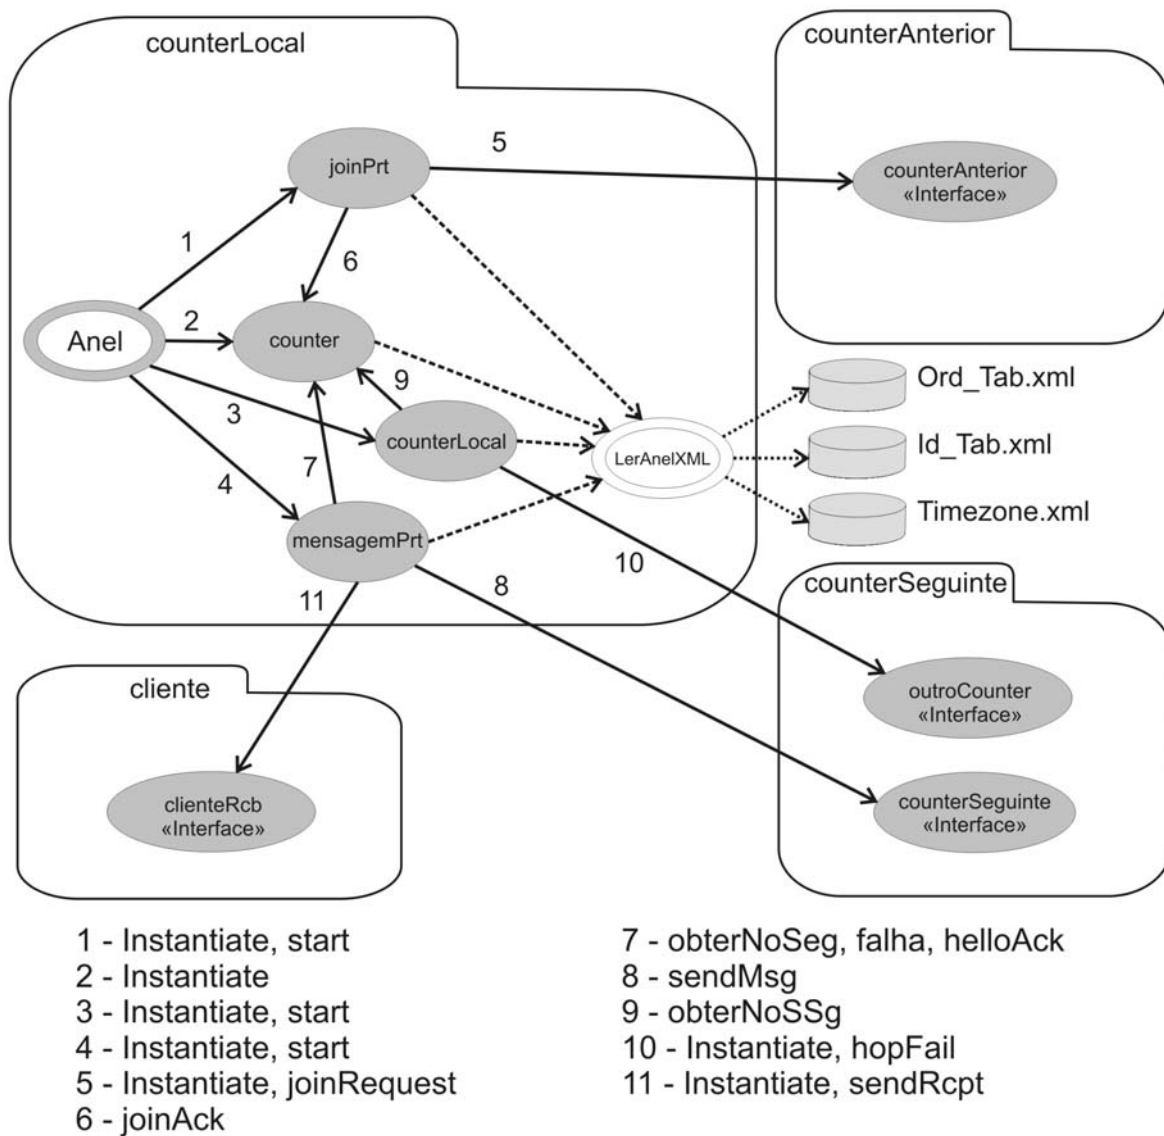 counterLocal
counterAnterior
joinPrt
5
counterAnterior
«Interface»
1
6
Anel
2
counter
9
3
counterLocal
LerAnelXML
Ord_Tab.xml
Id_Tab.xml
Timezone.xml
4
7
mensagemPrt
10
8
11
counterSeguinte
outroCounter
«Interface»
counterSeguinte
«Interface»
cliente
clienteRcb
«Interface»
1 - Instantiate, start
2 - Instantiate
3 - Instantiate, start
4 - Instantiate, start
5 - Instantiate, joinRequest
6 - joinAck
7 - obterNoSeg, falha, helloAck
8 - sendMsg
9 - obterNoSSg
10 - Instantiate, hopFail
11 - Instantiate, sendRcpt